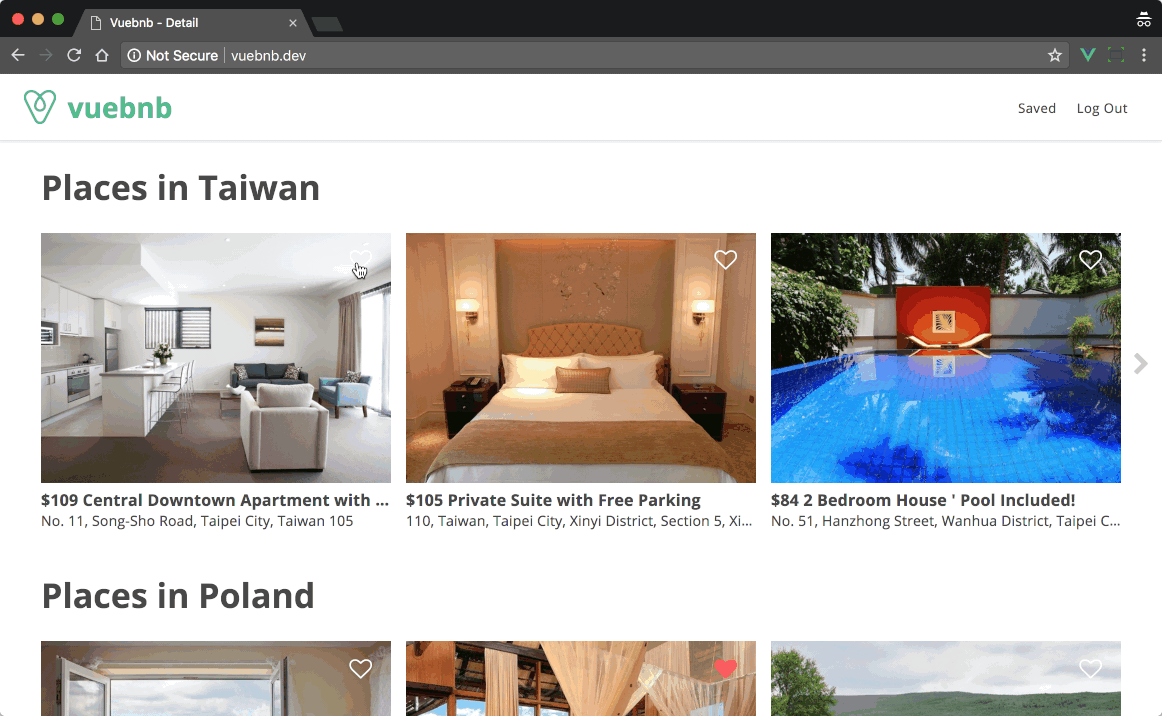 Vuebnb - Detail
Not Secure vuebnb.dev
vuebnb
Saved Log Out
Places in Taiwan
$109 Central Downtown Apartment with ... $105 Private Suite with Free Parking $84 2 Bedroom House ' Pool Included!
No. 11, Song-Sho Road, Taipei City, Taiwan 105 110, Taiwan, Taipei City, Xinyi District, Section 5, Xi... No. 51, Hanzhong Street, Wanhua District, Taipei C...
Places in Poland